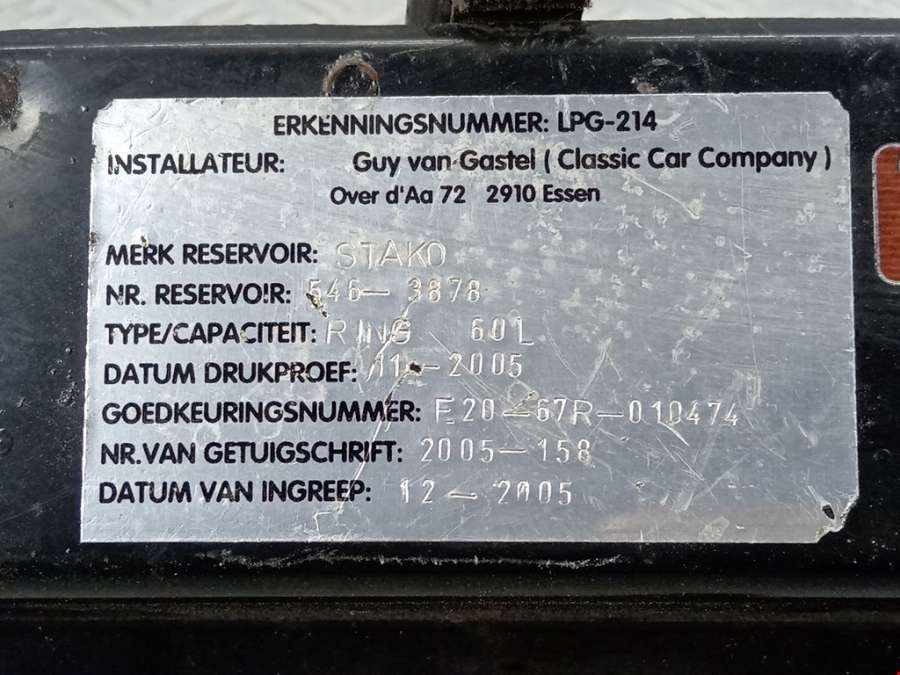 ERKENNINGSNUMMER: LPG-214
INSTALLATEUR: Guy van Gastel ( Classic Car Company )
Over d'Aa 72 2910 Essen
MERK RESERVOIR: STAKO
NR. RESERVOIR: 546-3878
TYPE/CAPACITEIT: RING 60L
DATUM DRUKPROEF: 11-2005
GOEDKEURINGSNUMMER: E20-67R-010474
NR.VAN GETUIGSCHRIFT: 2005-158
DATUM VAN INGREEP: 12-2005